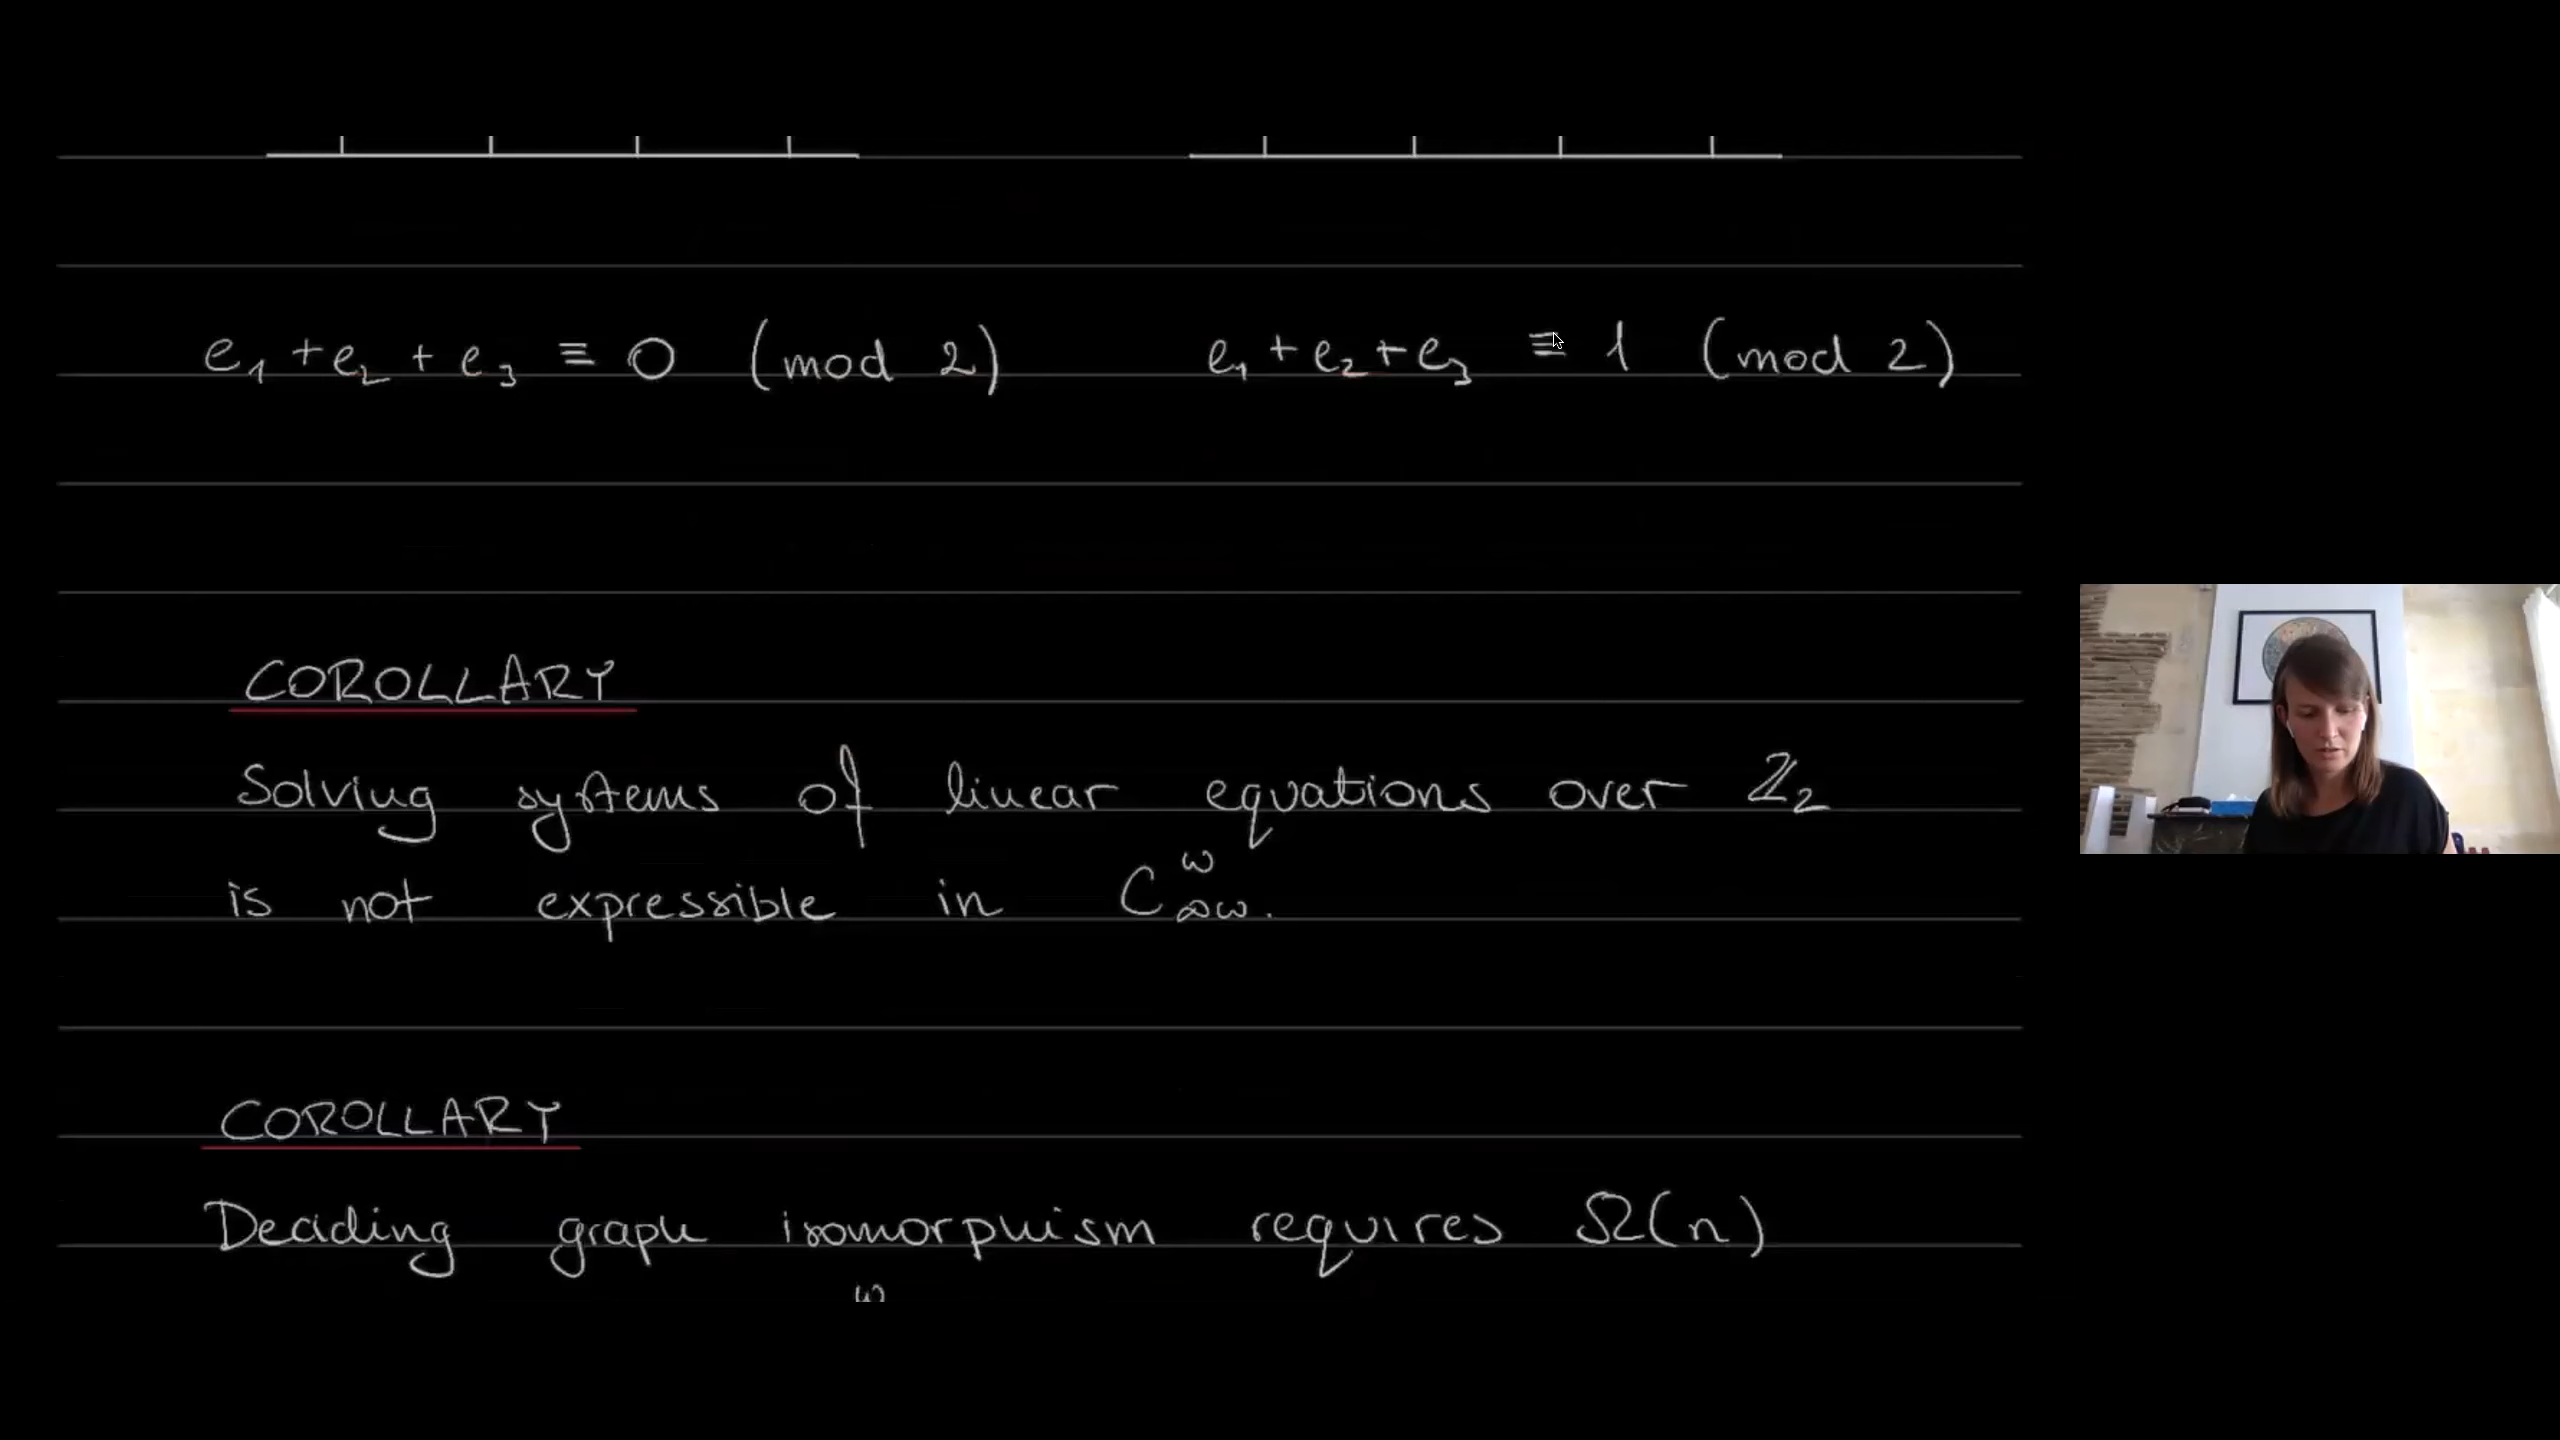 e₁ + e₂ + e₃ ≡ 0 (mod 2) e₁ + e₂ + e₃ ≡ 1 (mod 2)
COROLLARY
Solving systems of linear equations over ℤ₂
is not expressible in C^ω_∞ω.
COROLLARY
Deciding graph isomorphism requires Ω(n)
ω